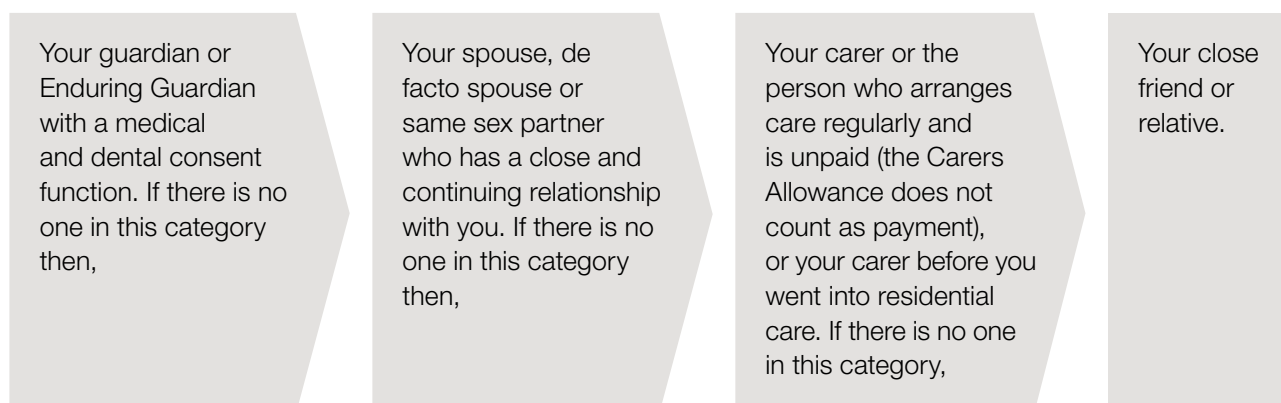 Your guardian or
Enduring Guardian
with a medical
and dental consent
function. If there is no
one in this category
then,
Your spouse, de
facto spouse or
same sex partner
who has a close and
continuing relationship
with you. If there is no
one in this category
then,
Your carer or the
person who arranges
care regularly and
is unpaid (the Carers
Allowance does not
count as payment),
or your carer before you
went into residential
care. If there is no one
in this category,
Your close
friend or
relative.